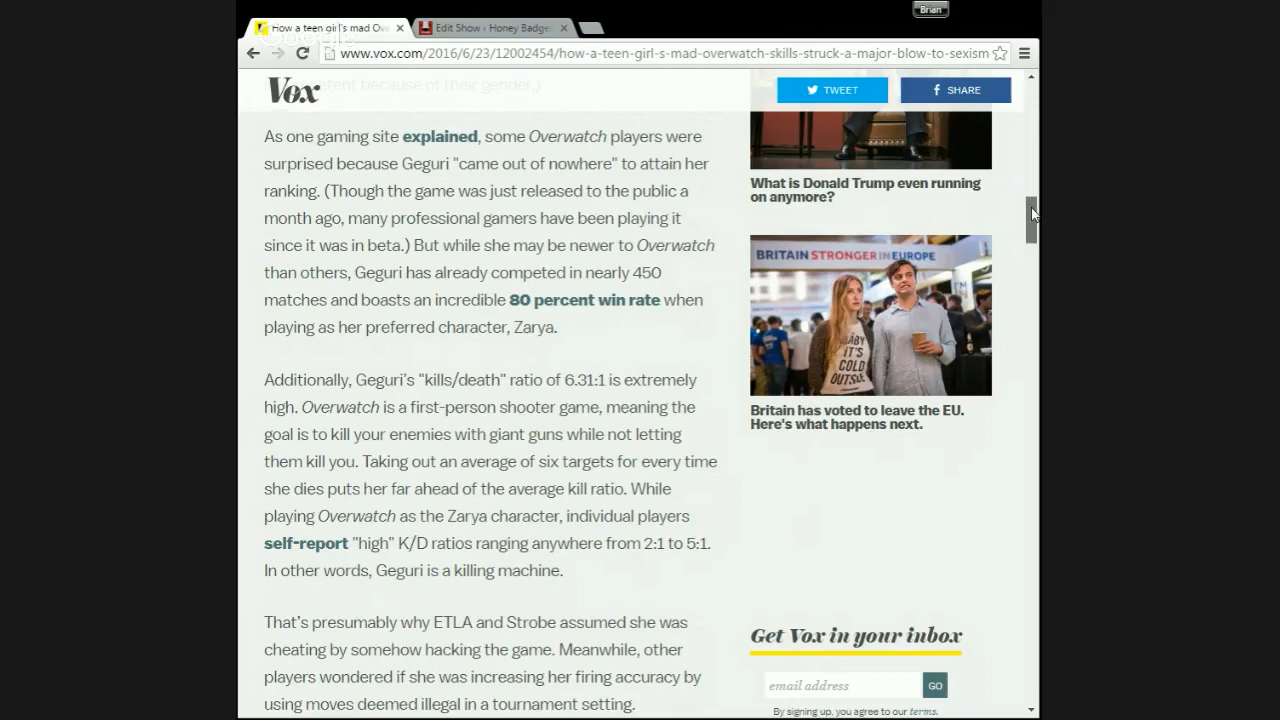 Brian
How a teen girl's mad Ove
Edit Show ‹ Honey Badge
www.vox.com/2016/6/23/12002454/how-a-teen-girl-s-mad-overwatch-skills-struck-a-major-blow-to-sexism
Vox
TWEET
SHARE
because of their gender.)
As one gaming site explained, some Overwatch players were
surprised because Geguri "came out of nowhere" to attain her
ranking. (Though the game was just released to the public a
month ago, many professional gamers have been playing it
since it was in beta.) But while she may be newer to Overwatch
than others, Geguri has already competed in nearly 450
matches and boasts an incredible 80 percent win rate when
playing as her preferred character, Zarya.
Additionally, Geguri's "kills/death" ratio of 6.31:1 is extremely
high. Overwatch is a first-person shooter game, meaning the
goal is to kill your enemies with giant guns while not letting
them kill you. Taking out an average of six targets for every time
she dies puts her far ahead of the average kill ratio. While
playing Overwatch as the Zarya character, individual players
self-report "high" K/D ratios ranging anywhere from 2:1 to 5:1.
In other words, Geguri is a killing machine.
That's presumably why ETLA and Strobe assumed she was
cheating by somehow hacking the game. Meanwhile, other
players wondered if she was increasing her firing accuracy by
using moves deemed illegal in a tournament setting.
What is Donald Trump even running
on anymore?
BRITAIN STRONGER IN EUROPE
BABY
IT'S
COLD
OUTSIDE
Britain has voted to leave the EU.
Here's what happens next.
Get Vox in your inbox
email address
GO
By signing up, you agree to our terms.